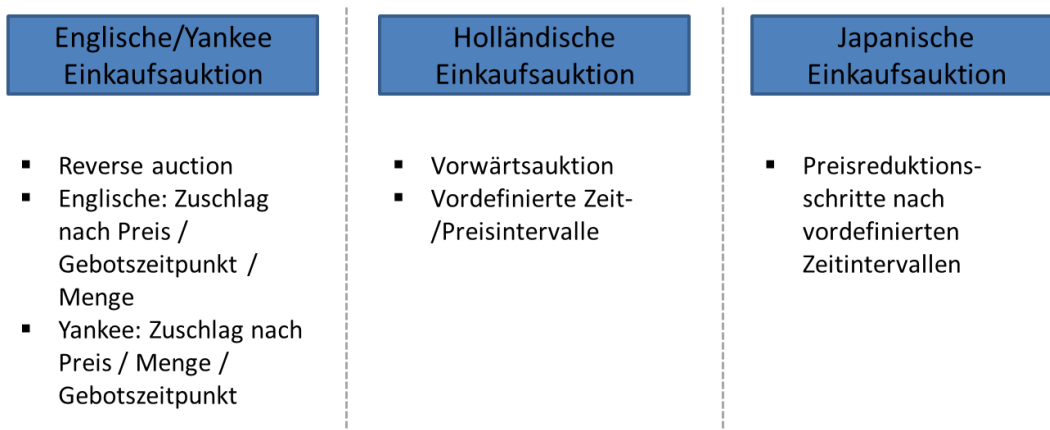 Englische/Yankee
Einkaufsauktion
▪ Reverse auction
▪ Englische: Zuschlag
nach Preis /
Gebotszeitpunkt /
Menge
▪ Yankee: Zuschlag nach
Preis / Menge /
Gebotszeitpunkt
Holländische
Einkaufsauktion
▪ Vorwärtsauktion
▪ Vordefinierte Zeit-
/Preisintervalle
Japanische
Einkaufsauktion
▪ Preisreduktions-
schritte nach
vordefinierten
Zeitintervallen